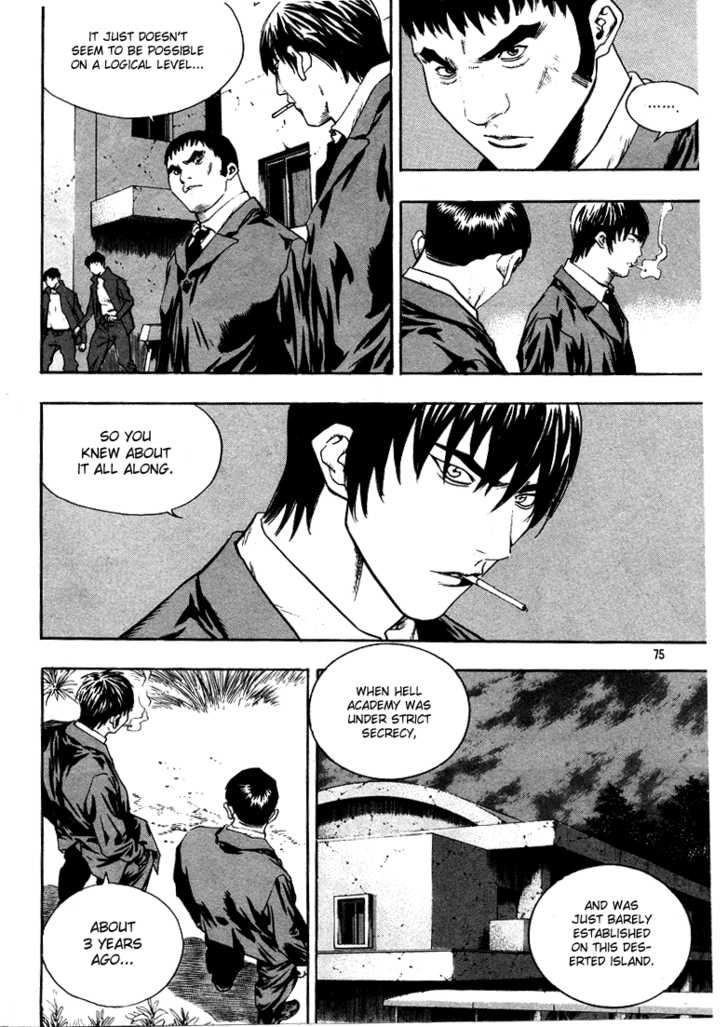 IT JUST DOESN'T
SEEM TO BE POSSIBLE
ON A LOGICAL LEVEL...
.......
SO YOU
KNEW ABOUT
IT ALL ALONG.
75
ABOUT
3 YEARS
AGO...
WHEN HELL
ACADEMY WAS
UNDER STRICT
SECRECY,
AND WAS
JUST BARELY
ESTABLISHED
ON THIS DES-
ERTED ISLAND.